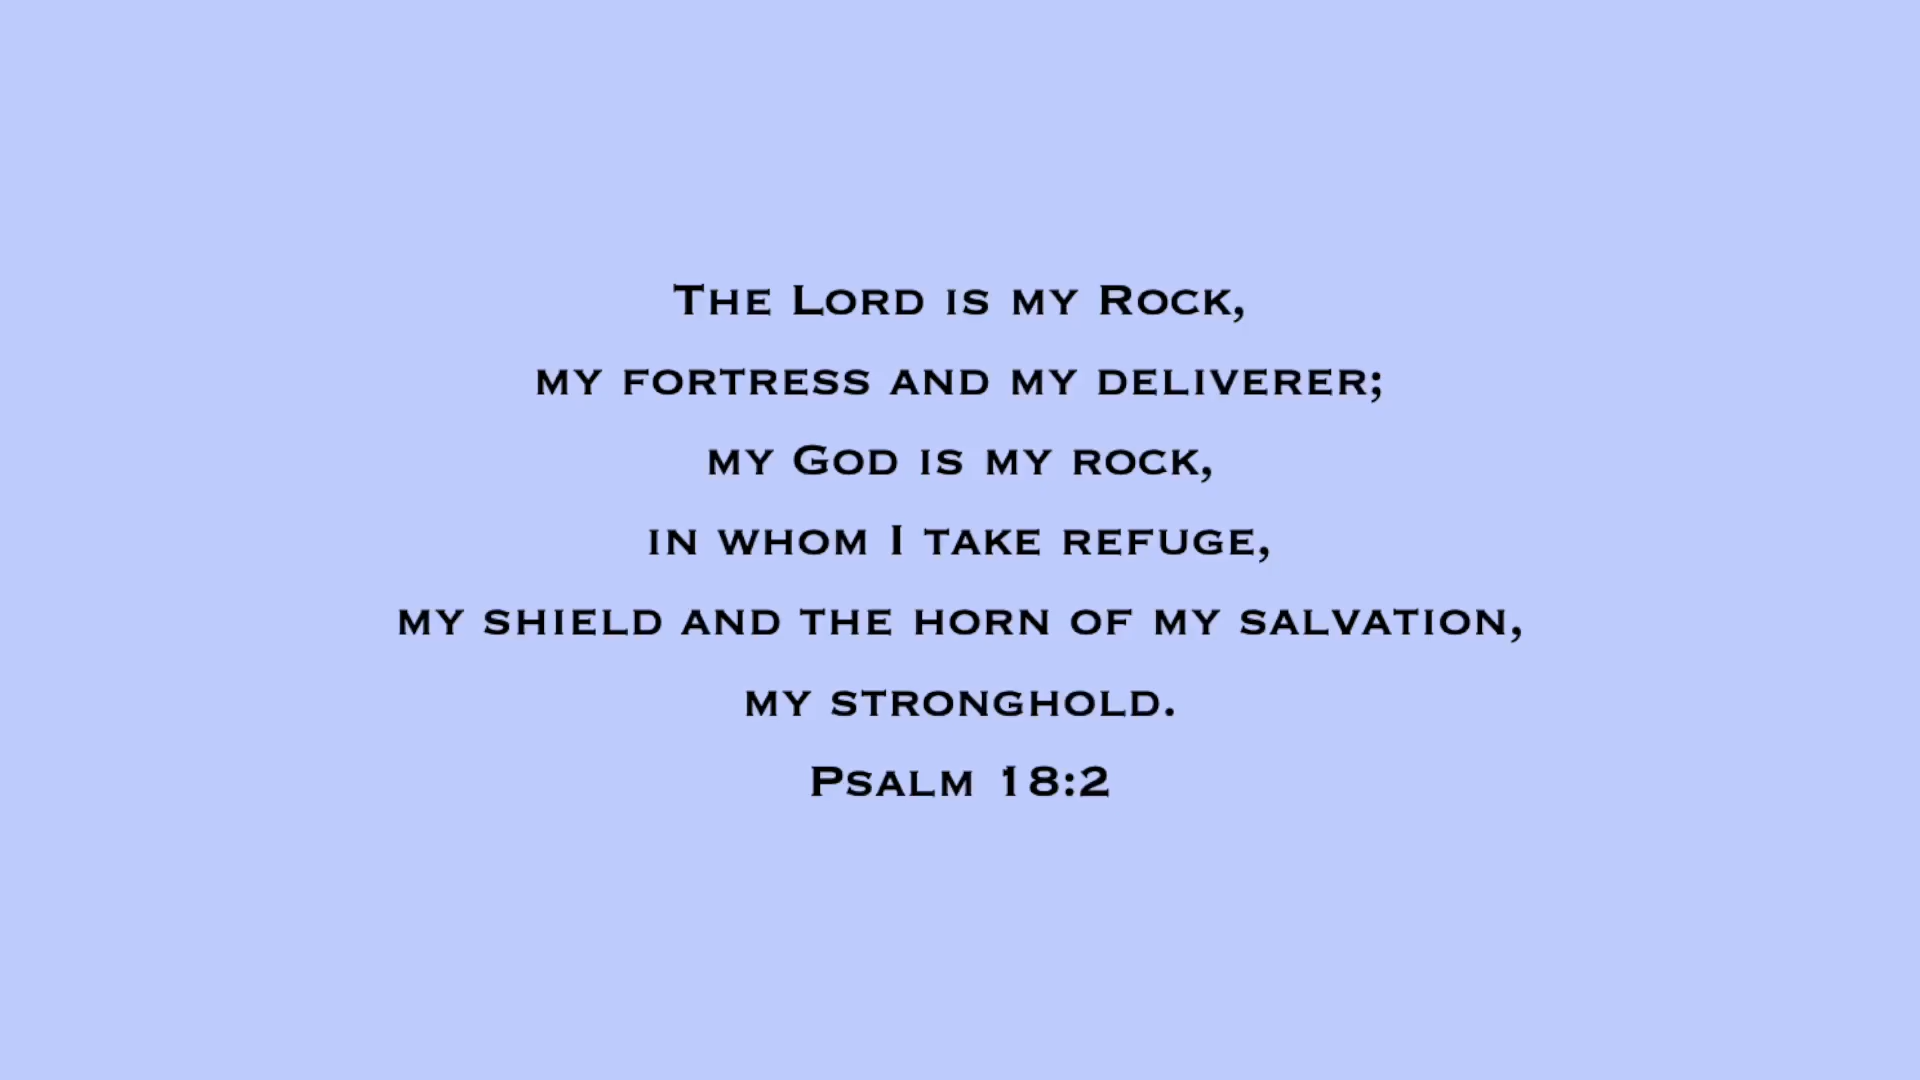 The Lord is my Rock,
my fortress and my deliverer;
my God is my rock,
in whom I take refuge,
my shield and the horn of my salvation,
my stronghold.
Psalm 18:2